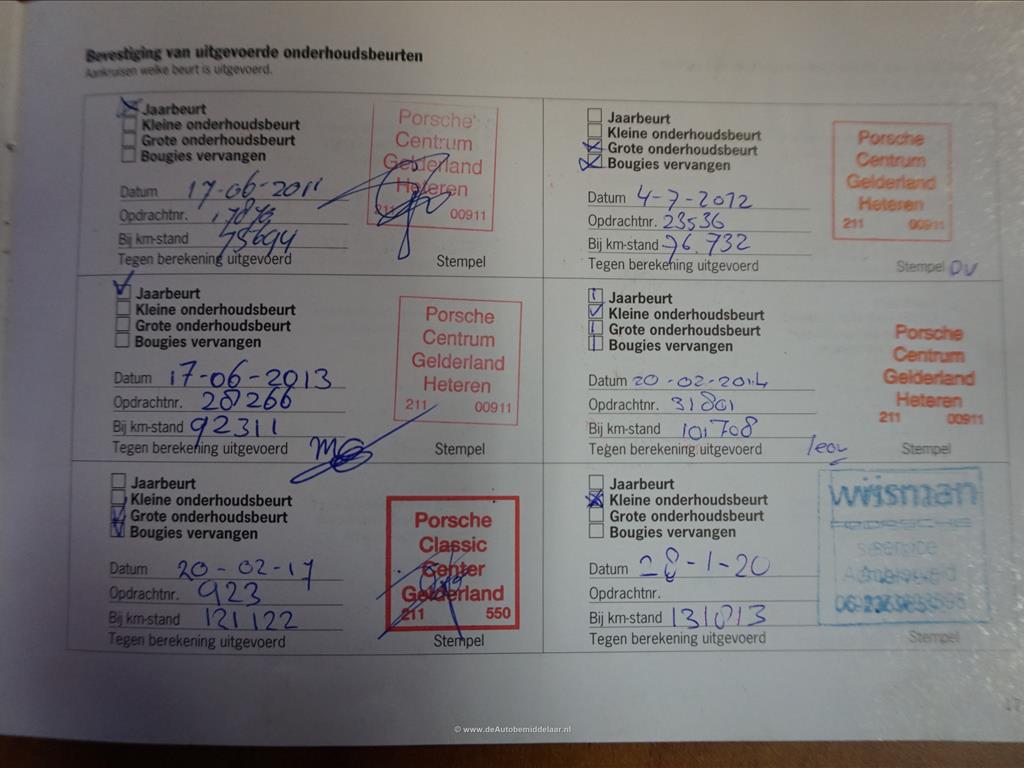 Bevestiging van uitgevoerde onderhoudsbeurten
Aankruisen welke beurt is uitgevoerd.
Jaarbeurt
Kleine onderhoudsbeurt
Grote onderhoudsbeurt
Bougies vervangen
Datum 17-06-2011
Opdrachtnr.
Bij km-stand
Tegen berekening uitgevoerd
Stempel
Porsche
Centrum
Gelderland
Heteren
211 00911
Jaarbeurt
Kleine onderhoudsbeurt
Grote onderhoudsbeurt
Bougies vervangen
Datum 4-7-2012
Opdrachtnr. 23536
Bij km-stand 76.732
Tegen berekening uitgevoerd
Stempel
Porsche
Centrum
Gelderland
Heteren
211 00911
Jaarbeurt
Kleine onderhoudsbeurt
Grote onderhoudsbeurt
Bougies vervangen
Datum 17-06-2013
Opdrachtnr. 28266
Bij km-stand 92311
Tegen berekening uitgevoerd
Stempel
Porsche
Centrum
Gelderland
Heteren
211 00911
Jaarbeurt
Kleine onderhoudsbeurt
Grote onderhoudsbeurt
Bougies vervangen
Datum 20-02-2014
Opdrachtnr. 31801
Bij km-stand 101708
Tegen berekening uitgevoerd
Stempel
Porsche
Centrum
Gelderland
Heteren
211 00911
Jaarbeurt
Kleine onderhoudsbeurt
Grote onderhoudsbeurt
Bougies vervangen
Datum 20-02-17
Opdrachtnr. 923
Bij km-stand 121122
Tegen berekening uitgevoerd
Stempel
Porsche
Classic
Center
Gelderland
211 550
Jaarbeurt
Kleine onderhoudsbeurt
Grote onderhoudsbeurt
Bougies vervangen
Datum 28-1-20
Opdrachtnr.
Bij km-stand 131813
Tegen berekening uitgevoerd
Stempel
wijsman
PORSCHE
service
17
© www.deAutobemiddelaar.nl